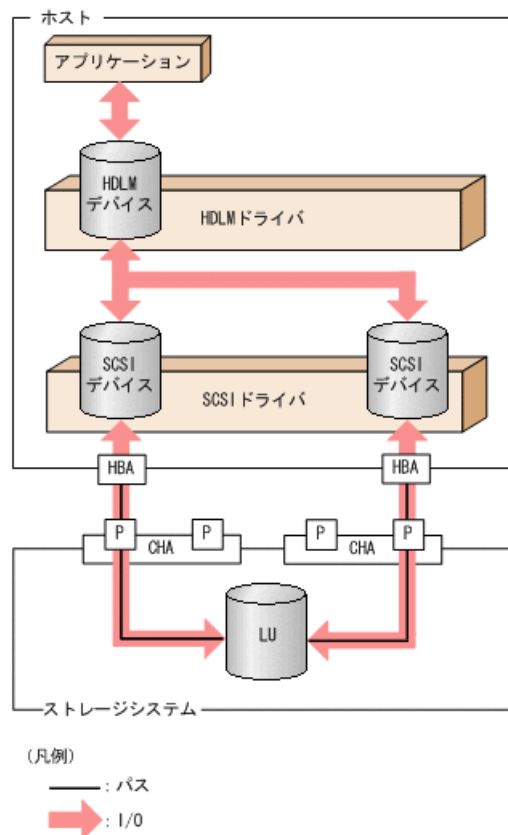 ホスト
アプリケーション
HDLM
デバイス
HDLMドライバ
SCSI
デバイス
SCSIドライバ
SCSI
デバイス
HBA
HBA
P
P
P
P
CHA
CHA
LU
ストレージシステム
(凡例)
: パス
: I/O